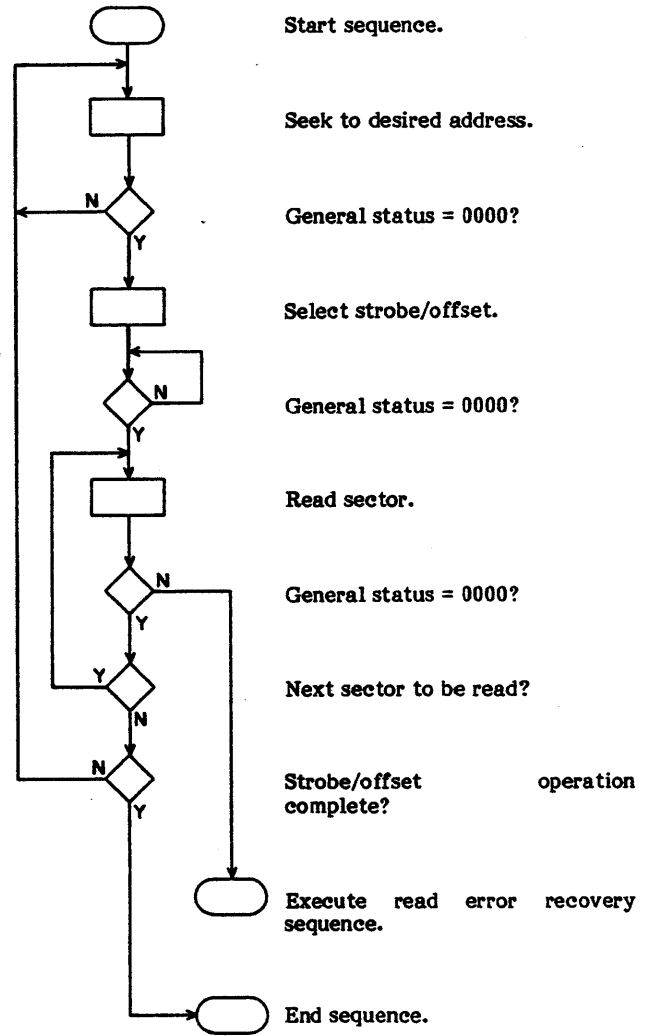 Start sequence.
Seek to desired address.
N
General status = 0000?
Y
Select strobe/offset.
N
General status = 0000?
Y
Read sector.
N
General status = 0000?
Y
Y
Next sector to be read?
N
N
Strobe/offset operation
complete?
Y
Execute read error recovery
sequence.
End sequence.